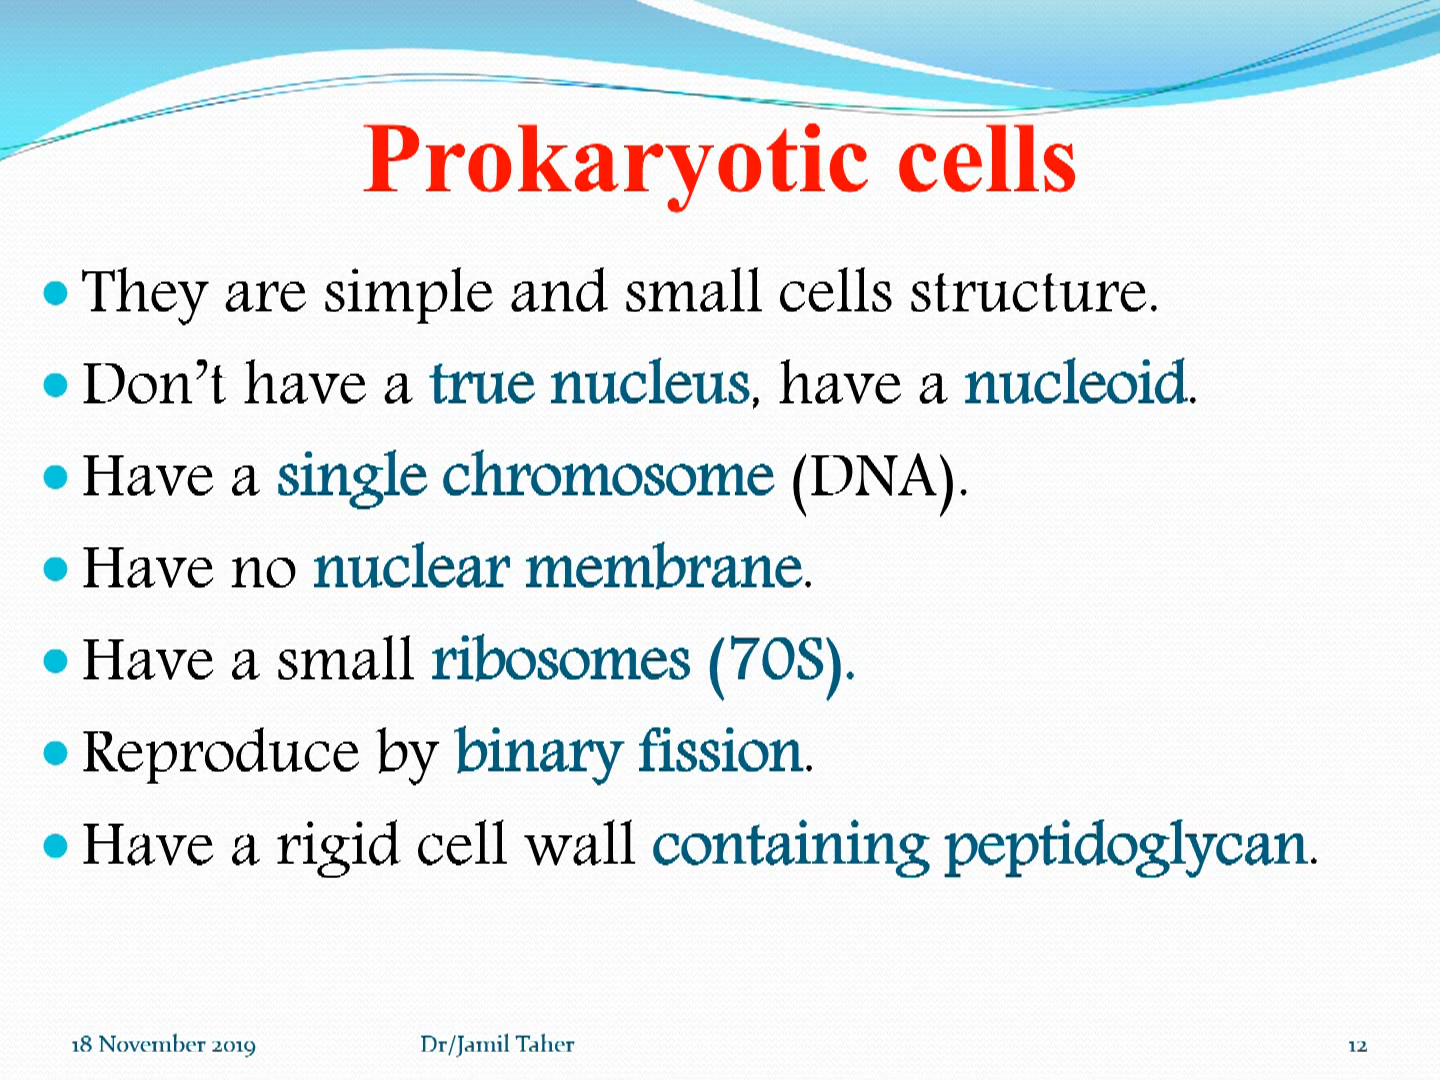 Prokaryotic cells
• They are simple and small cells structure.
• Don’t have a true nucleus, have a nucleoid.
• Have a single chromosome (DNA).
• Have no nuclear membrane.
• Have a small ribosomes (70S).
• Reproduce by binary fission.
• Have a rigid cell wall containing peptidoglycan.
18 November 2019 Dr/Jamil Taher 12